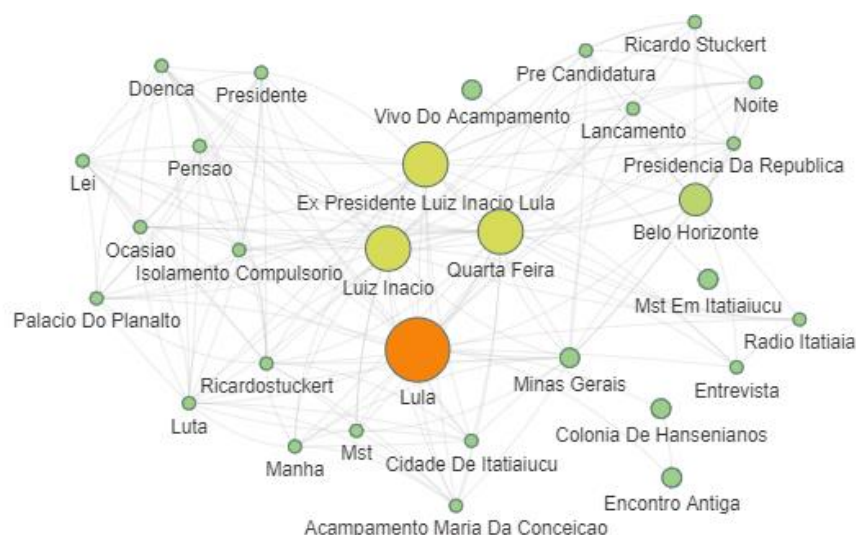 Ricardo Stuckert
Doenca
Presidente
Pre Candidatura
Noite
Vivo Do Acampamento
Lancamento
Pensao
Presidencia Da Republica
Lei
Ex Presidente Luiz Inacio Lula
Belo Horizonte
Ocasiao
Isolamento Compulsorio
Luiz Inacio
Quarta Feira
Mst Em Itatiaiucu
Palacio Do Planalto
Radio Itatiaia
Ricardostuckert
Lula
Minas Gerais
Entrevista
Luta
Colonia De Hansenianos
Manha
Mst
Cidade De Itatiaiucu
Encontro Antiga
Acampamento Maria Da Conceicao